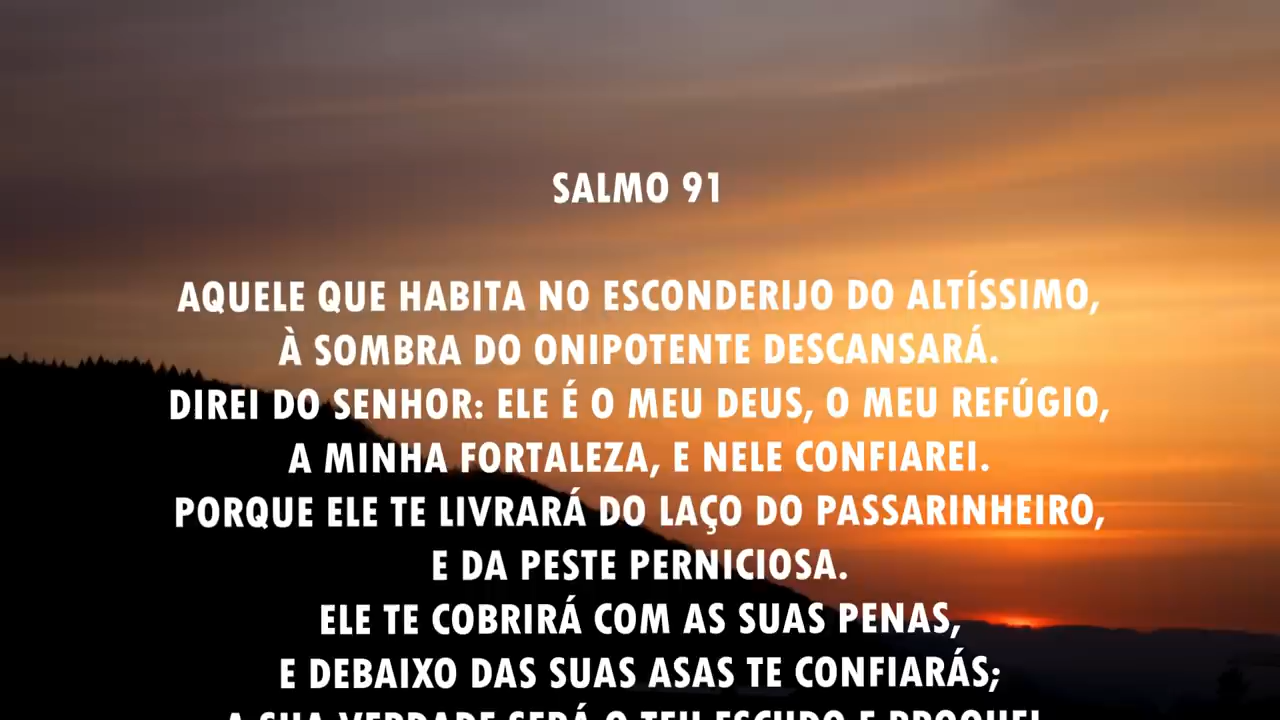 SALMO 91
AQUELE QUE HABITA NO ESCONDERIJO DO ALTÍSSIMO,
À SOMBRA DO ONIPOTENTE DESCANSARÁ.
DIREI DO SENHOR: ELE É O MEU DEUS, O MEU REFÚGIO,
A MINHA FORTALEZA, E NELE CONFIAREI.
PORQUE ELE TE LIVRARÁ DO LAÇO DO PASSARINHEIRO,
E DA PESTE PERNICIOSA.
ELE TE COBRIRÁ COM AS SUAS PENAS,
E DEBAIXO DAS SUAS ASAS TE CONFIARÁS;
A SUA VERDADE SERÁ O TEU ESCUDO E BROQUEL